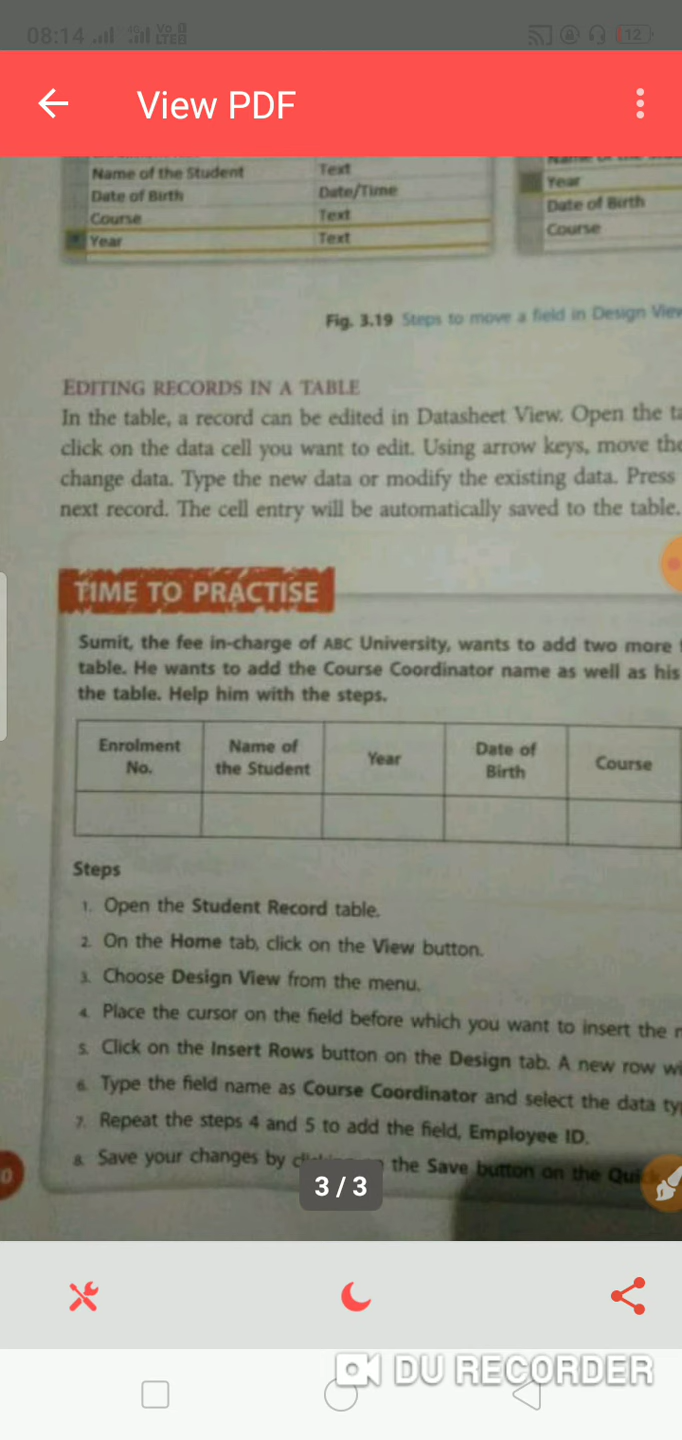 08:14
12
View PDF
Name of the Student Text
Date of Birth Date/Time
Course Text
Year Text
Year
Date of Birth
Course
Fig. 3.19 Steps to move a field in Design View
EDITING RECORDS IN A TABLE
In the table, a record can be edited in Datasheet View. Open the ta
click on the data cell you want to edit. Using arrow keys, move the
change data. Type the new data or modify the existing data. Press
next record. The cell entry will be automatically saved to the table.
TIME TO PRACTISE
Sumit, the fee in-charge of ABC University, wants to add two more
table. He wants to add the Course Coordinator name as well as his
the table. Help him with the steps.
Enrolment No. Name of the Student Year Date of Birth Course
Steps
1. Open the Student Record table.
2. On the Home tab, click on the View button.
3. Choose Design View from the menu.
4. Place the cursor on the field before which you want to insert the
5. Click on the Insert Rows button on the Design tab. A new row wi
6. Type the field name as Course Coordinator and select the data ty
7. Repeat the steps 4 and 5 to add the field, Employee ID.
8. Save your changes by the Save button on the Qui
0
3 / 3
DU RECORDER